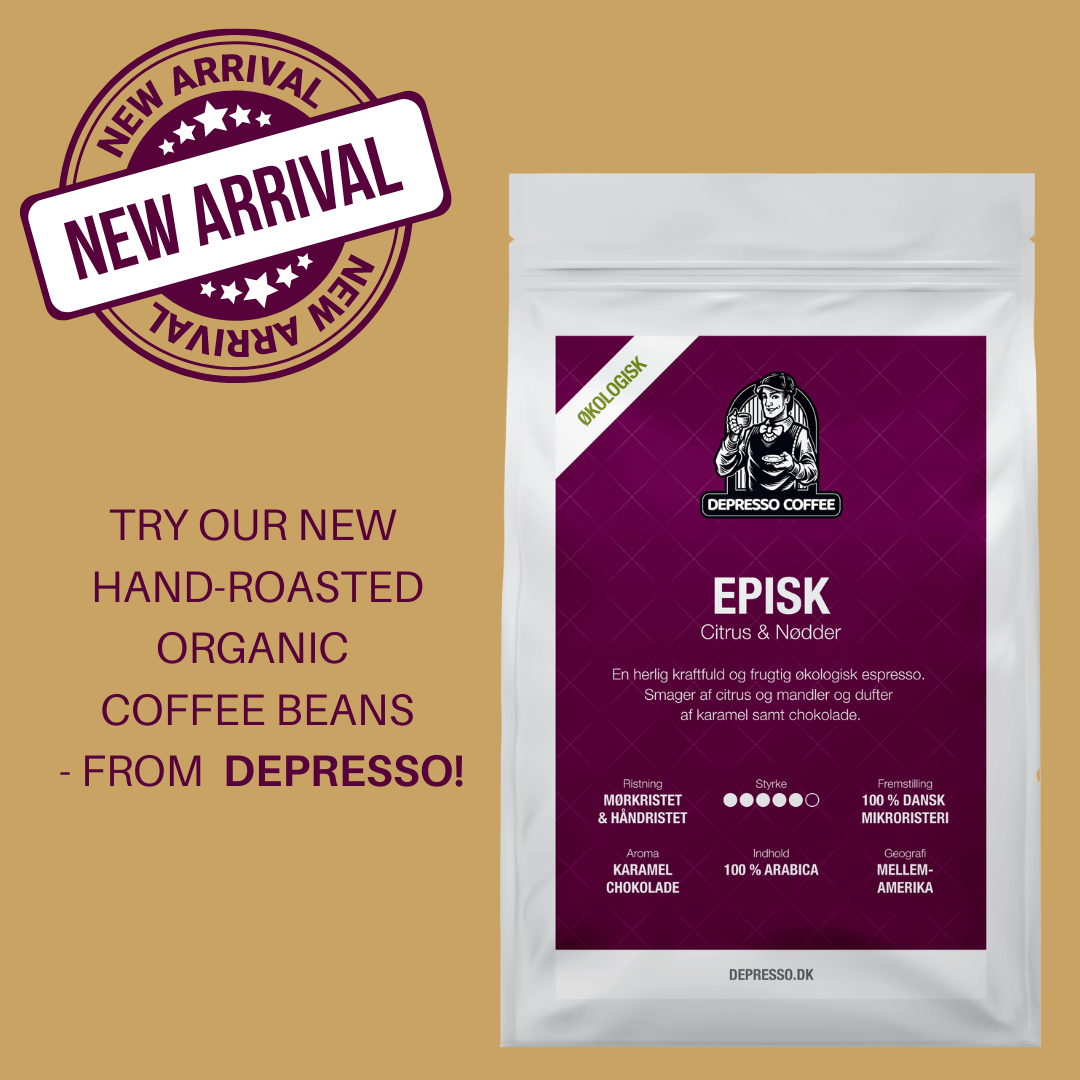 NEW ARRIVAL
NEW ARRIVAL
NEW ARRIVAL
TRY OUR NEW
HAND-ROASTED
ORGANIC
COFFEE BEANS
- FROM DEPRESSO!
ØKOLOGISK
DEPRESSO COFFEE
EPISK
Citrus & Nødder
En herlig kraftfuld og frugtig økologisk espresso.
Smager af citrus og mandler og dufter
af karamel samt chokolade.
Ristning
MØRKRISTET
& HÅNDRISTET
Styrke
Fremstilling
100 % DANSK
MIKRORISTERI
Aroma
KARAMEL
CHOKOLADE
Indhold
100 % ARABICA
Geografi
MELLEM-
AMERIKA
DEPRESSO.DK